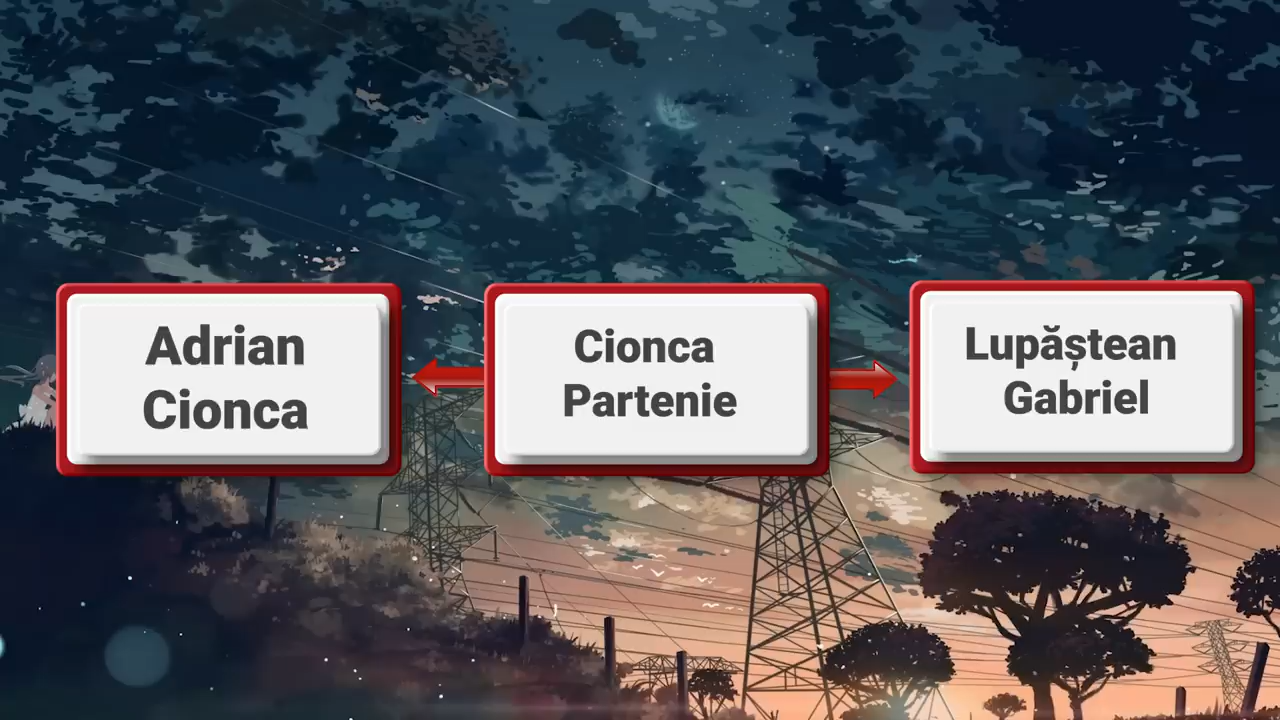 Adrian
Cionca
Cionca
Partenie
Lupăștean
Gabriel